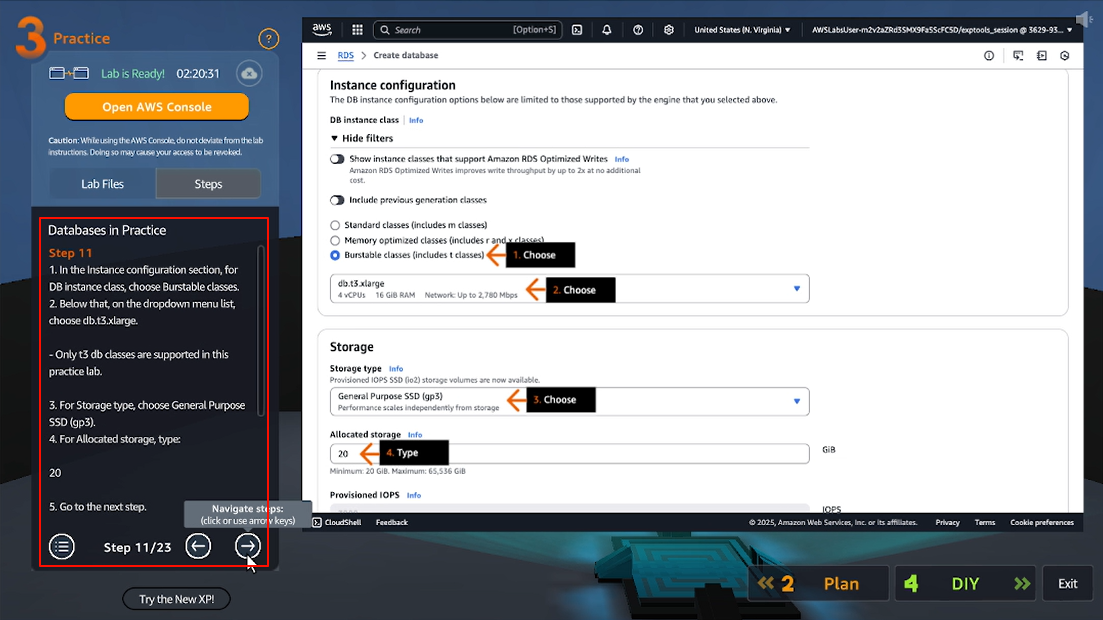 3 Practice
?
Lab is Ready! 02:20:31
Open AWS Console
Caution: While using the AWS Console, do not deviate from the lab
instructions. Doing so may cause your access to be revoked.
Lab Files
Steps
Databases in Practice
Step 11
1. In the Instance configuration section, for
DB instance class, choose Burstable classes.
2. Below that, on the dropdown menu list,
choose db.t3.xlarge.
- Only t3 db classes are supported in this
practice lab.
3. For Storage type, choose General Purpose
SSD (gp3).
4. For Allocated storage, type:
20
5. Go to the next step.
Navigate steps:
(click or use arrow keys)
Step 11/23
Try the New XP!
aws
Search
[Option+S]
United States (N. Virginia)
AWSLabsUser-m2v2aZRd3SMX9Fa5ScFC5D/exptools_session @ 3629-93...
RDS > Create database
Instance configuration
The DB instance configuration options below are limited to those supported by the engine that you selected above.
DB instance class Info
Hide filters
Show instance classes that support Amazon RDS Optimized Writes Info
Amazon RDS Optimized Writes improves write throughput by up to 2x at no additional
cost.
Include previous generation classes
Standard classes (includes m classes)
Memory optimized classes (includes r and x classes)
Burstable classes (includes t classes)
1. Choose
db.t3.xlarge
4 vCPUs 16 GiB RAM Network: Up to 2,780 Mbps
2. Choose
Storage
Storage type Info
Provisioned IOPS SSD (io2) storage volumes are now available.
General Purpose SSD (gp3)
Performance scales independently from storage
3. Choose
Allocated storage Info
20
4. Type
GiB
Minimum: 20 GiB. Maximum: 65,536 GiB
Provisioned IOPS Info
IOPS
CloudShell Feedback
© 2025, Amazon Web Services, Inc. or its affiliates. Privacy Terms Cookie preferences
2 Plan
4 DIY
Exit